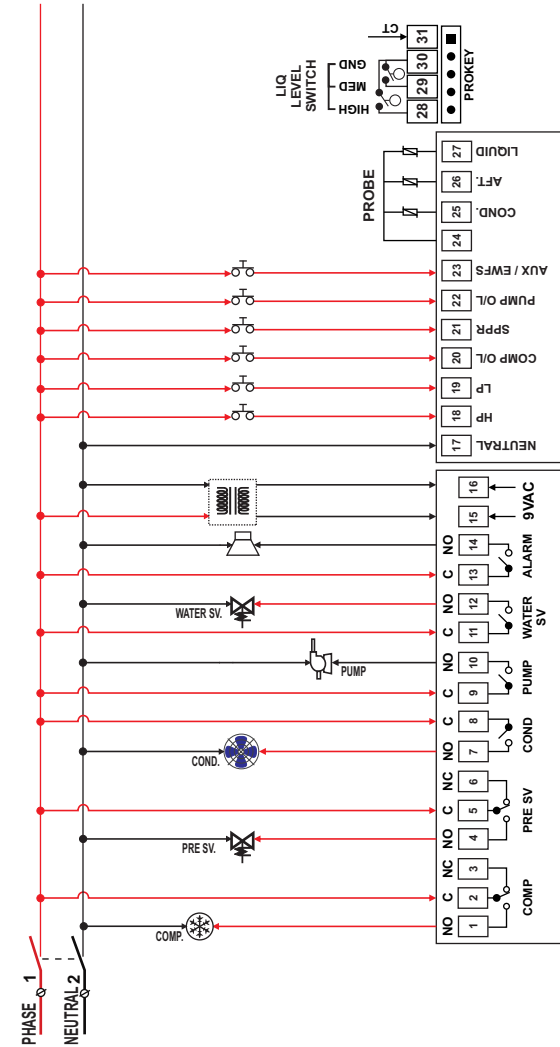 PHASE 1
NEUTRAL 2
COMP.
PRE SV.
COND.
PUMP
WATER SV.
NO C NC NO C NC NO C C NO C NO C NO
1 2 3 4 5 6 7 8 9 10 11 12 13 14 15 16
COMP
PRE SV
COND
PUMP
WATER
SV
ALARM
9VAC
17 18 19 20 21 22 23 24 25 26 27
NEUTRAL
HP
LP
COMP O/L
SPPR
PUMP O/L
AUX / EWFS
COND.
AFT.
LIQUID
PROBE
LIQ
LEVEL
SWITCH
HIGH
MED
GND
CT
28 29 30 31
PROKEY